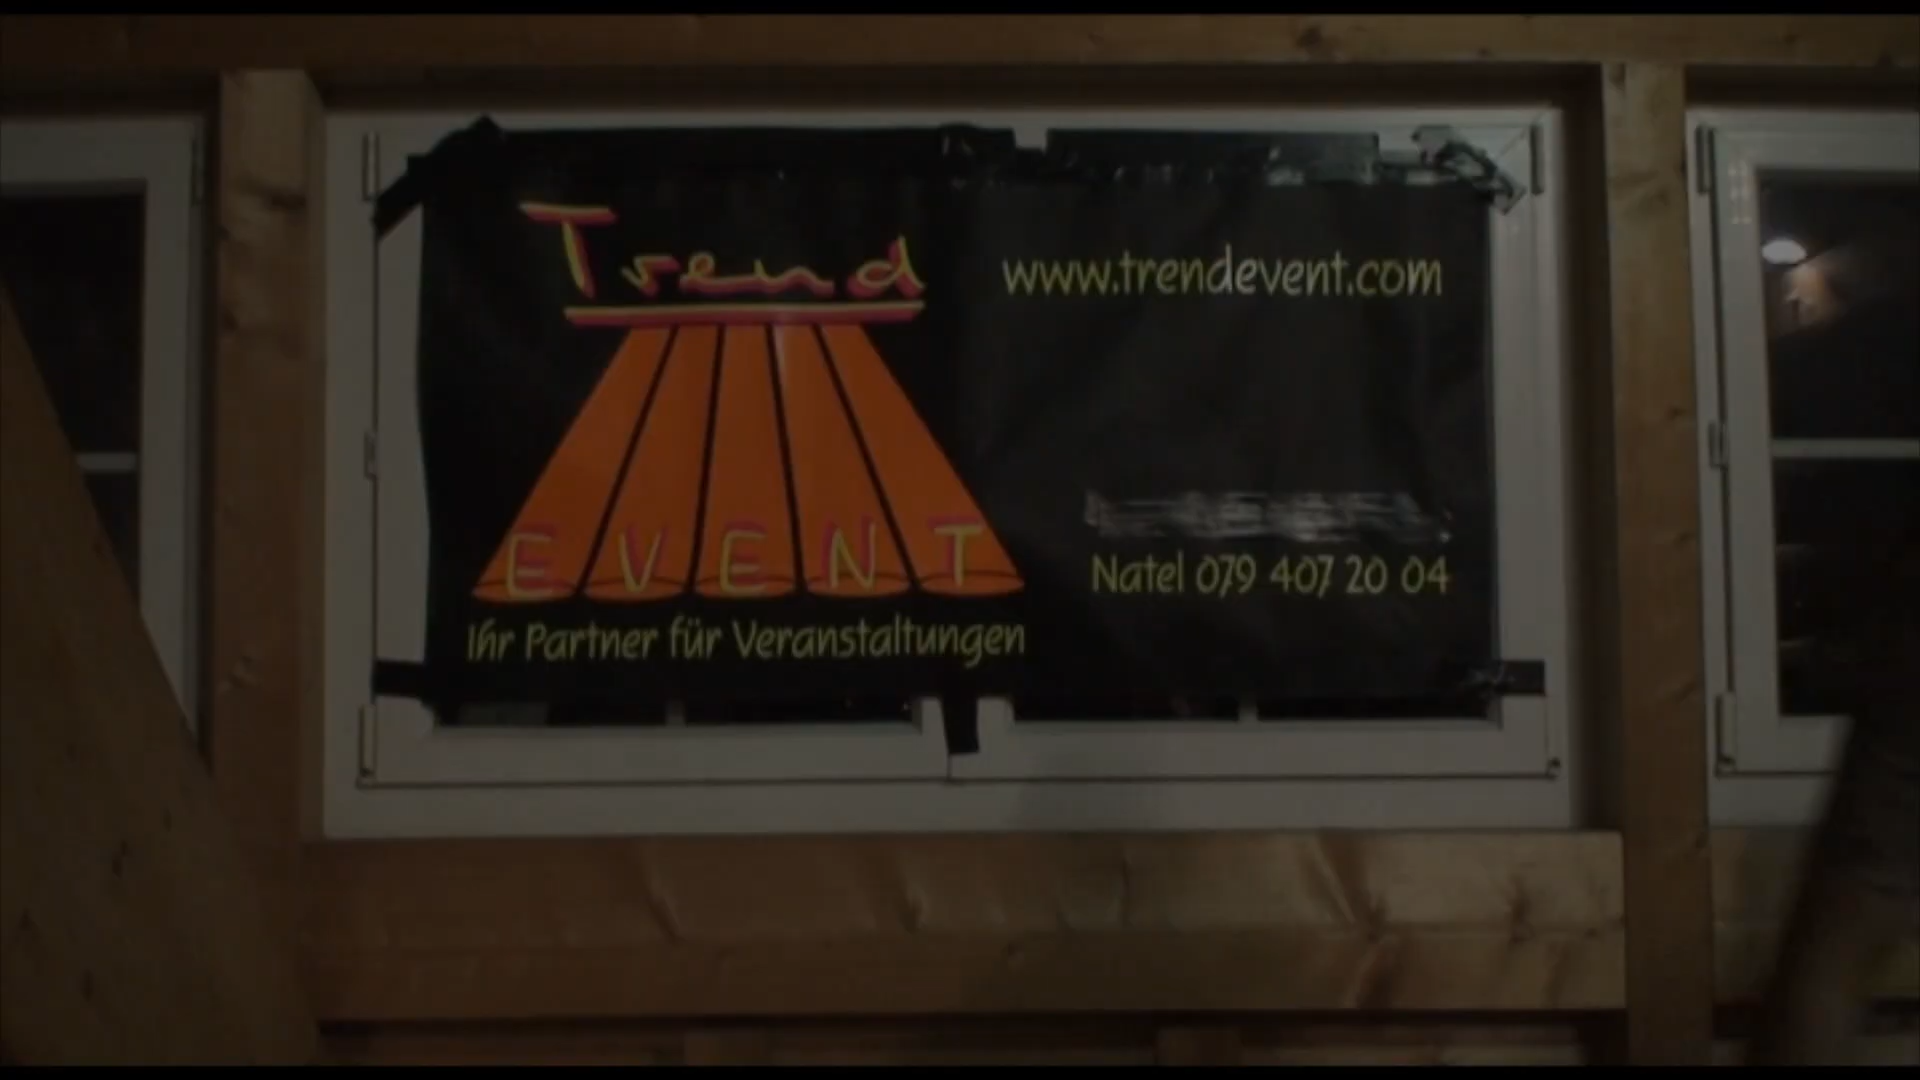 Trend
EVENT
Ihr Partner für Veranstaltungen
www.trendevent.com
Natel 079 407 20 04